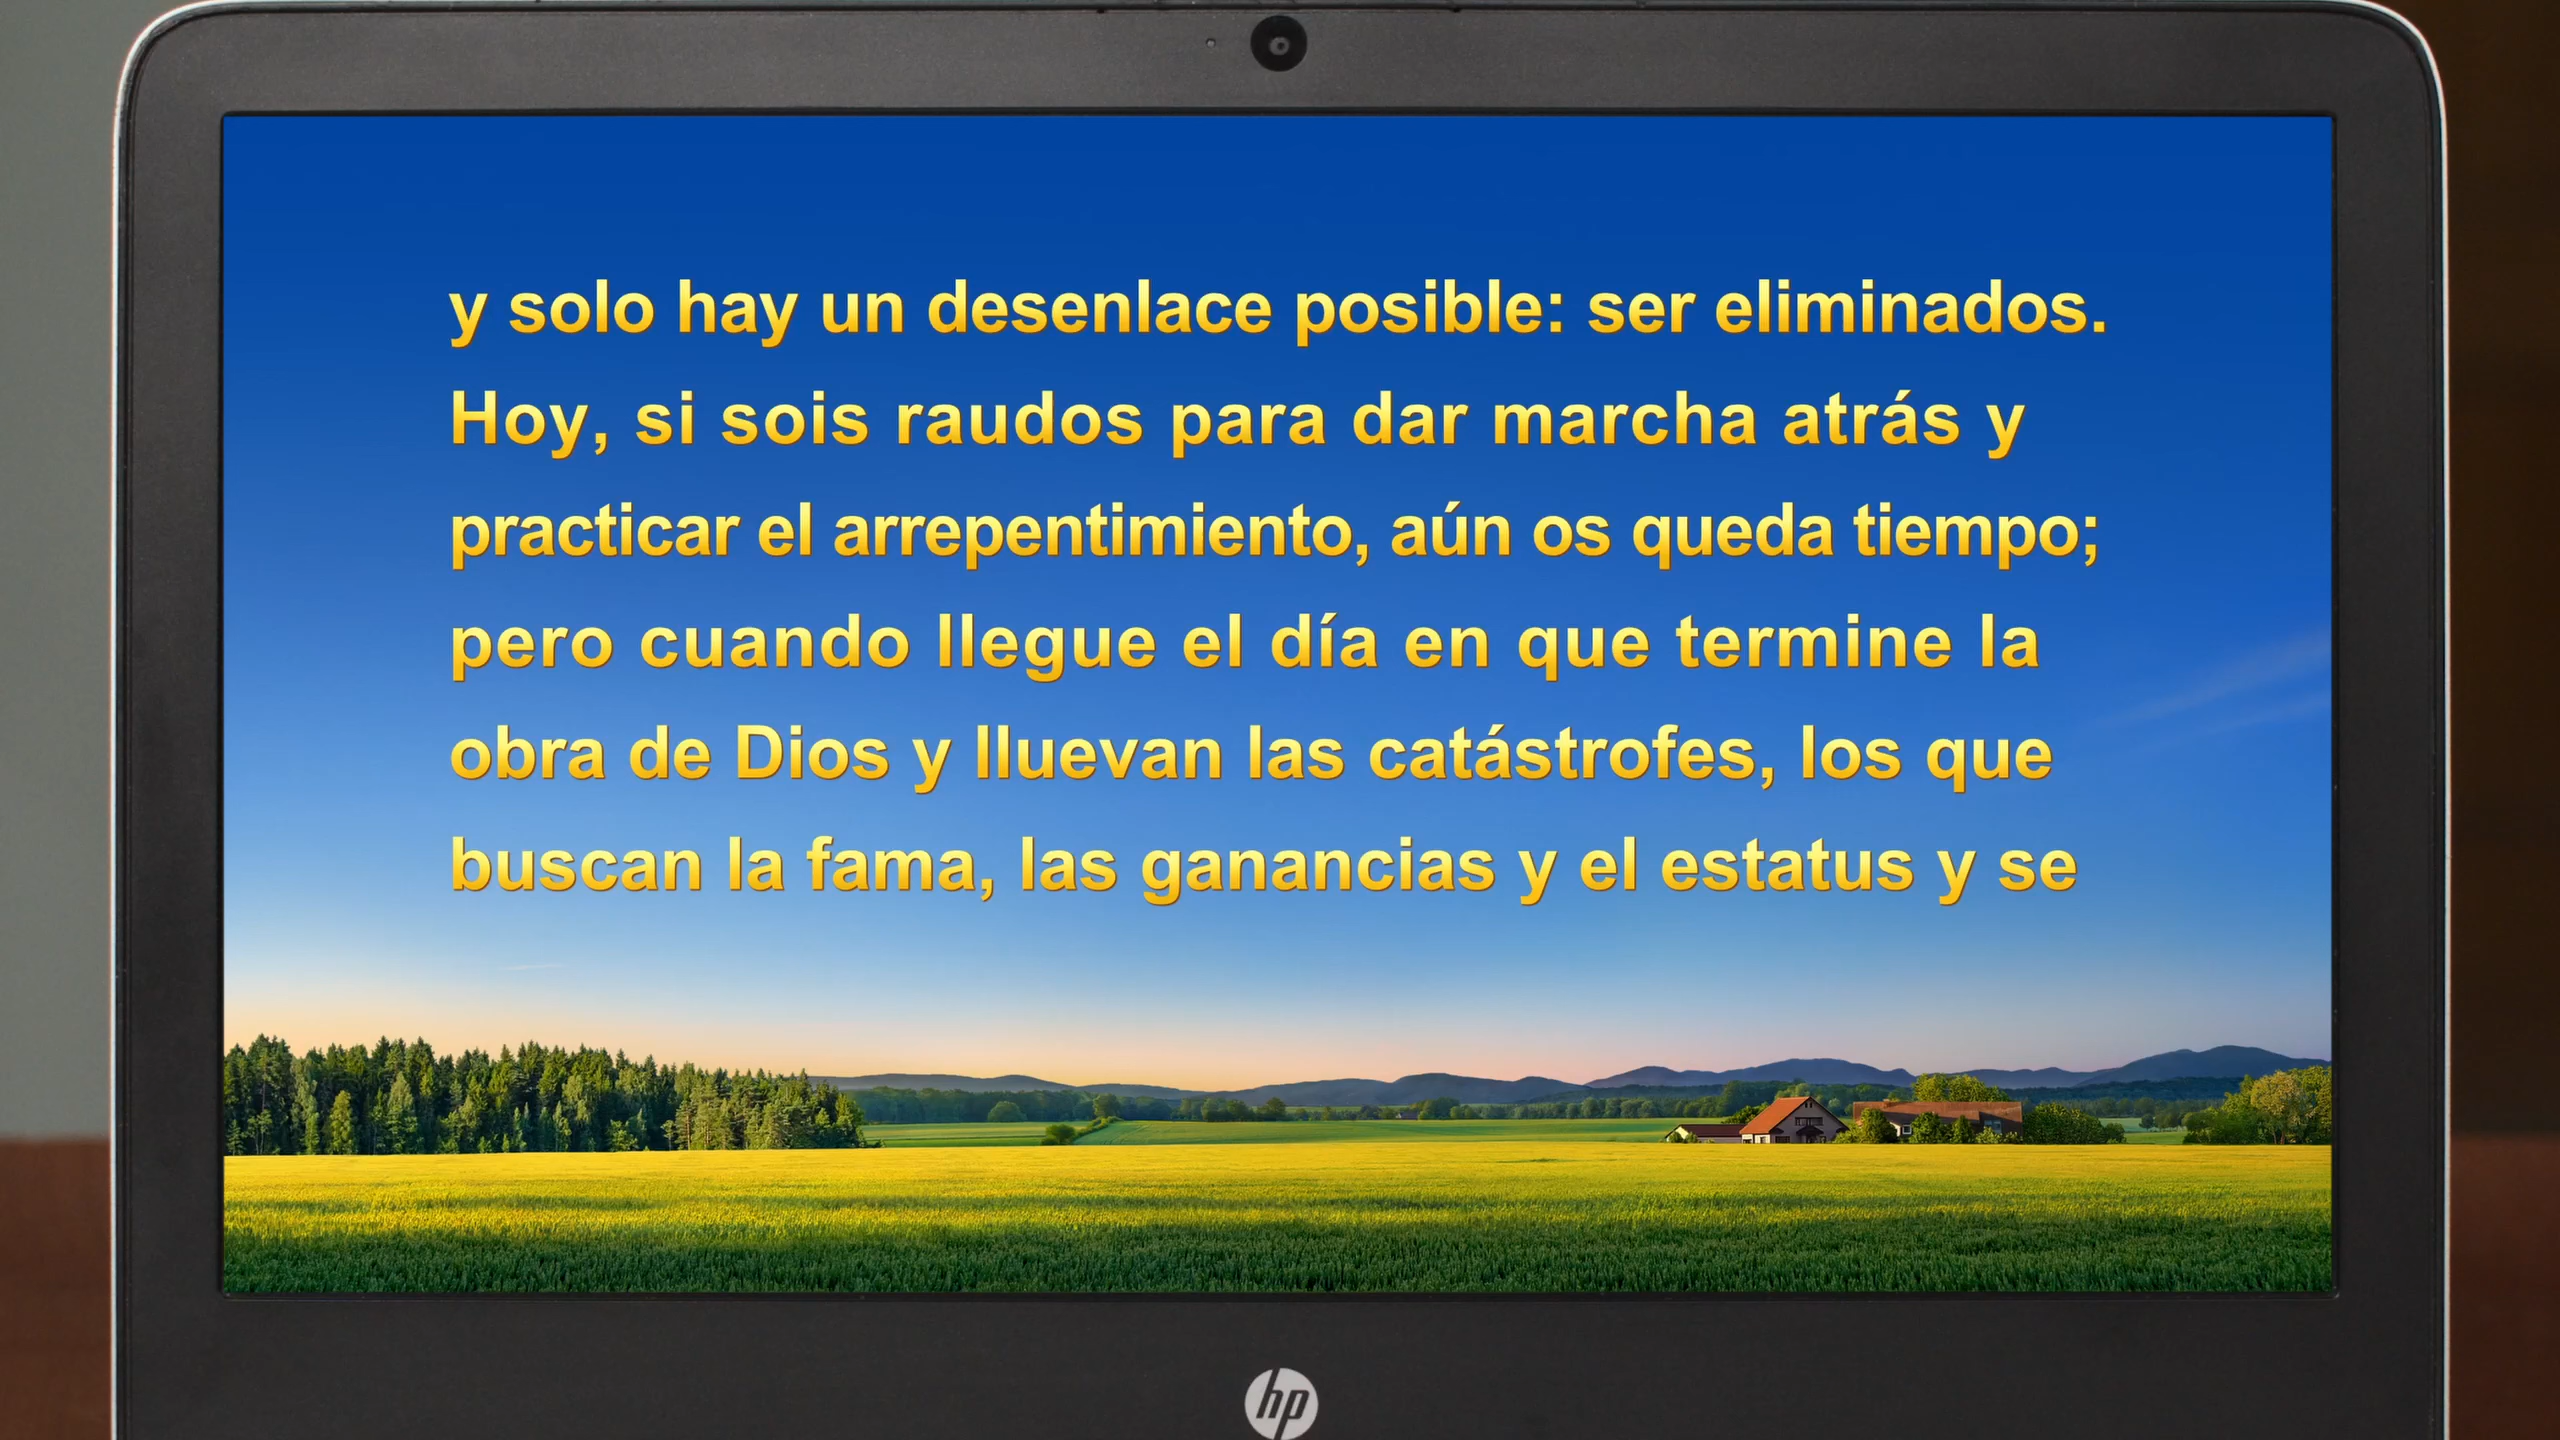 y solo hay un desenlace posible: ser eliminados.
Hoy, si sois raudos para dar marcha atrás y
practicar el arrepentimiento, aún os queda tiempo;
pero cuando llegue el día en que termine la
obra de Dios y lluevan las catástrofes, los que
buscan la fama, las ganancias y el estatus y se
hp